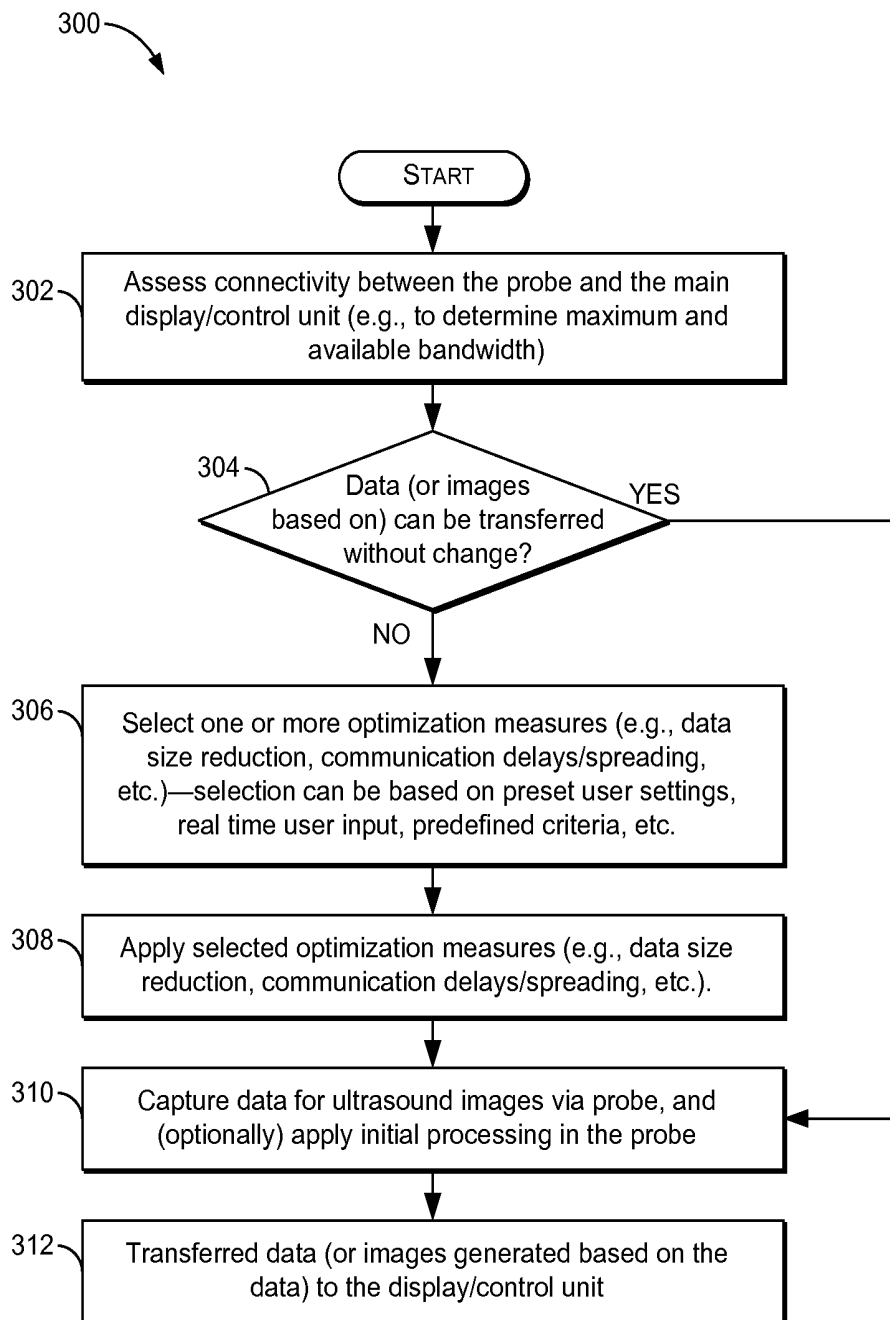 300
START
302
Assess connectivity between the probe and the main
display/control unit (e.g., to determine maximum and
available bandwidth)
304
Data (or images
based on) can be transferred
without change?
YES
NO
306
Select one or more optimization measures (e.g., data
size reduction, communication delays/spreading,
etc.)—selection can be based on preset user settings,
real time user input, predefined criteria, etc.
308
Apply selected optimization measures (e.g., data size
reduction, communication delays/spreading, etc.).
310
Capture data for ultrasound images via probe, and
(optionally) apply initial processing in the probe
312
Transferred data (or images generated based on the
data) to the display/control unit